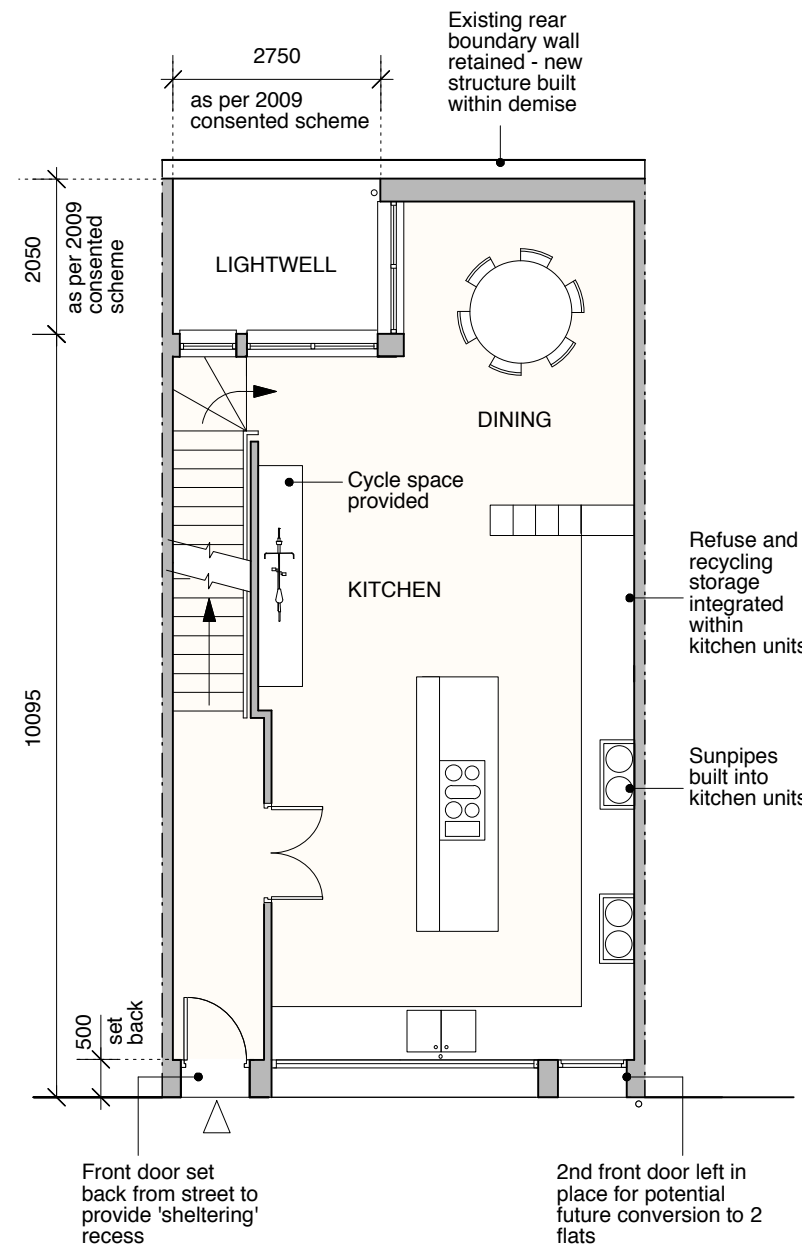 Existing rear
boundary wall
retained - new
structure built
within demise
2750
as per 2009
consented scheme
2050
as per 2009
consented
scheme
LIGHTWELL
DINING
Cycle space
provided
KITCHEN
Refuse and
recycling
storage
integrated
within
kitchen units
10095
Sunpipes
built into
kitchen units
500
set
back
Front door set
back from street to
provide 'sheltering'
recess
2nd front door left in
place for potential
future conversion to 2
flats